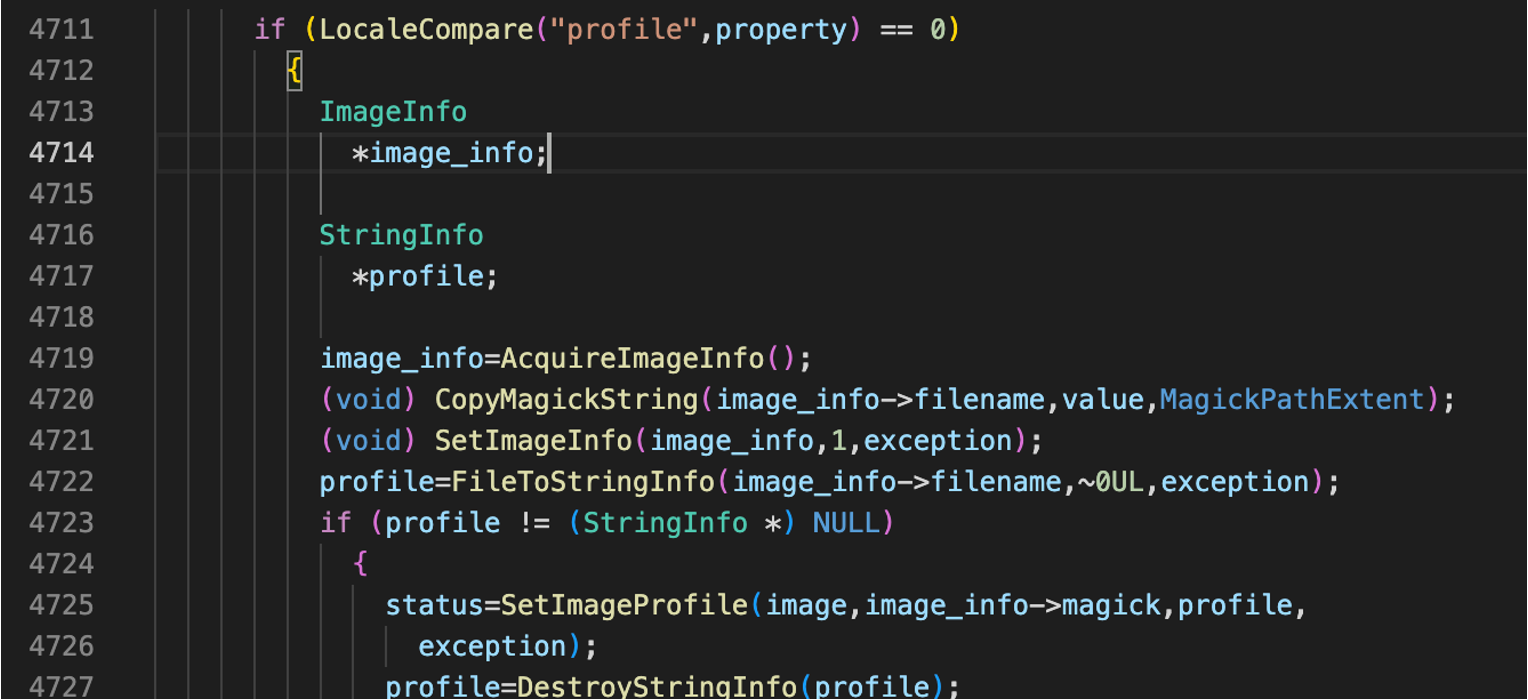 4711 if (LocaleCompare("profile",property) == 0)
4712 {
4713 ImageInfo
4714 *image_info;
4715
4716 StringInfo
4717 *profile;
4718
4719 image_info=AcquireImageInfo();
4720 (void) CopyMagickString(image_info->filename,value,MagickPathExtent);
4721 (void) SetImageInfo(image_info,1,exception);
4722 profile=FileToStringInfo(image_info->filename,~0UL,exception);
4723 if (profile != (StringInfo *) NULL)
4724 {
4725 status=SetImageProfile(image,image_info->magick,profile,
4726 exception);
4727 profile=DestroyStringInfo(profile);